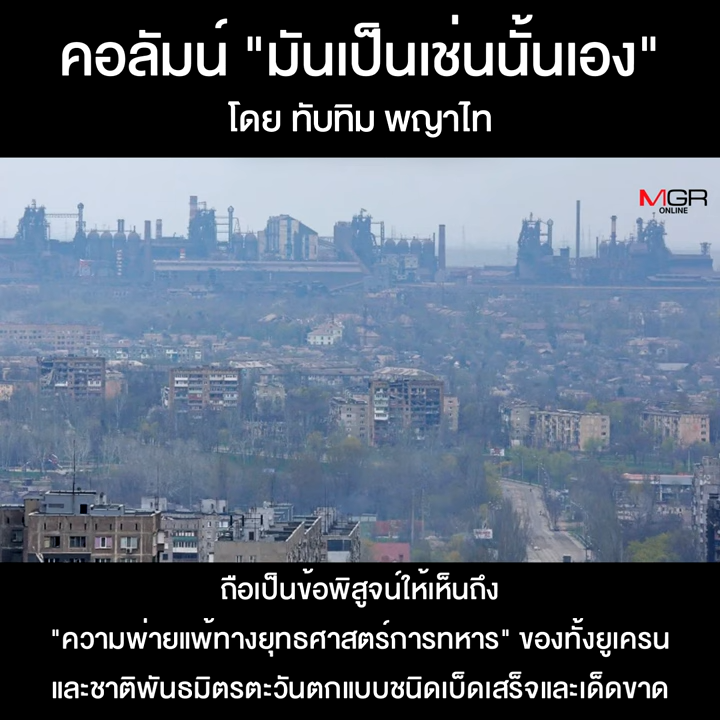 คอลัมน์ "มันเป็นเช่นนั้นเอง"
โดย ทับทิม พญาไท
MGR
ONLINE
ถือเป็นข้อพิสูจน์ให้เห็นถึง
"ความพ่ายแพ้ทางยุทธศาสตร์การทหาร" ของทั้งยูเครน
และชาติพันธมิตรตะวันตกแบบชนิดเบ็ดเสร็จและเด็ดขาด